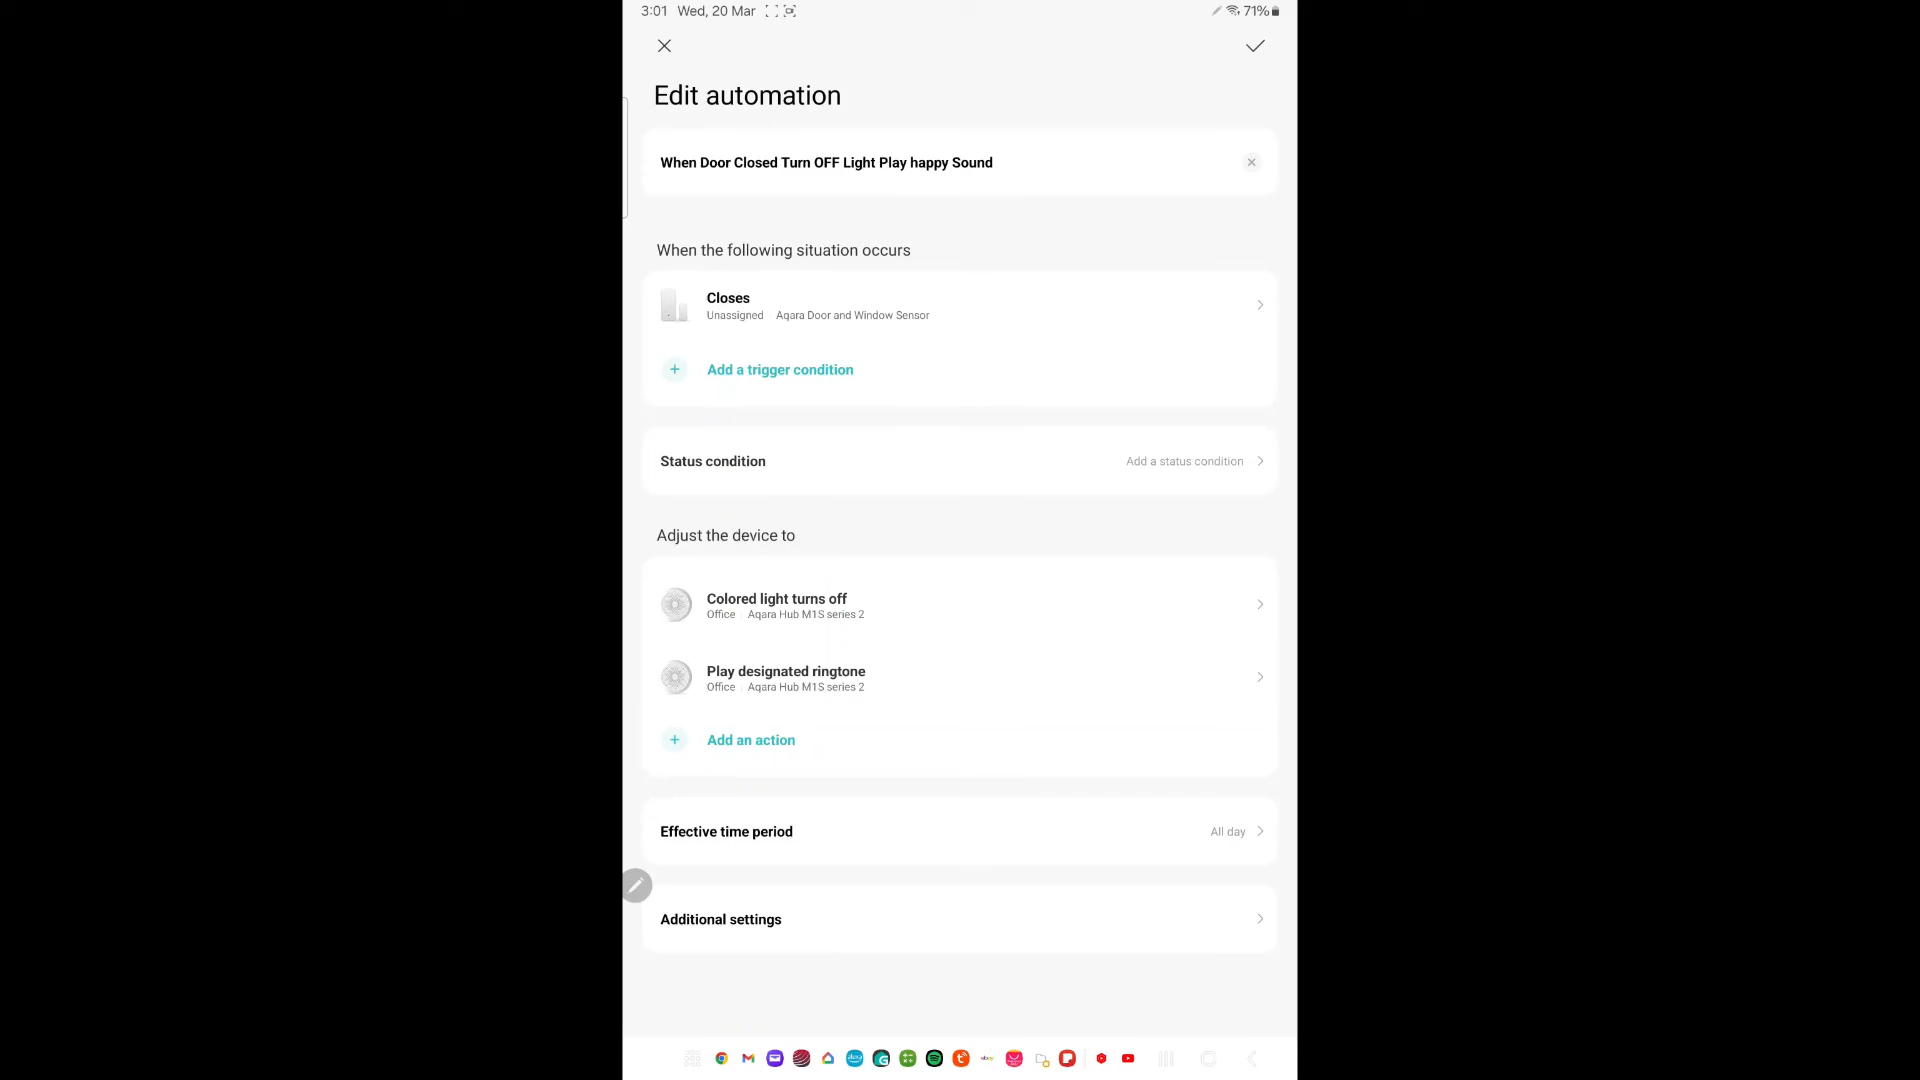 3:01 Wed, 20 Mar 71%
Edit automation
When Door Closed Turn OFF Light Play happy Sound
When the following situation occurs
Closes
Unassigned Aqara Door and Window Sensor
Add a trigger condition
Status condition Add a status condition
Adjust the device to
Colored light turns off
Office Aqara Hub M1S series 2
Play designated ringtone
Office Aqara Hub M1S series 2
Add an action
Effective time period All day
Additional settings